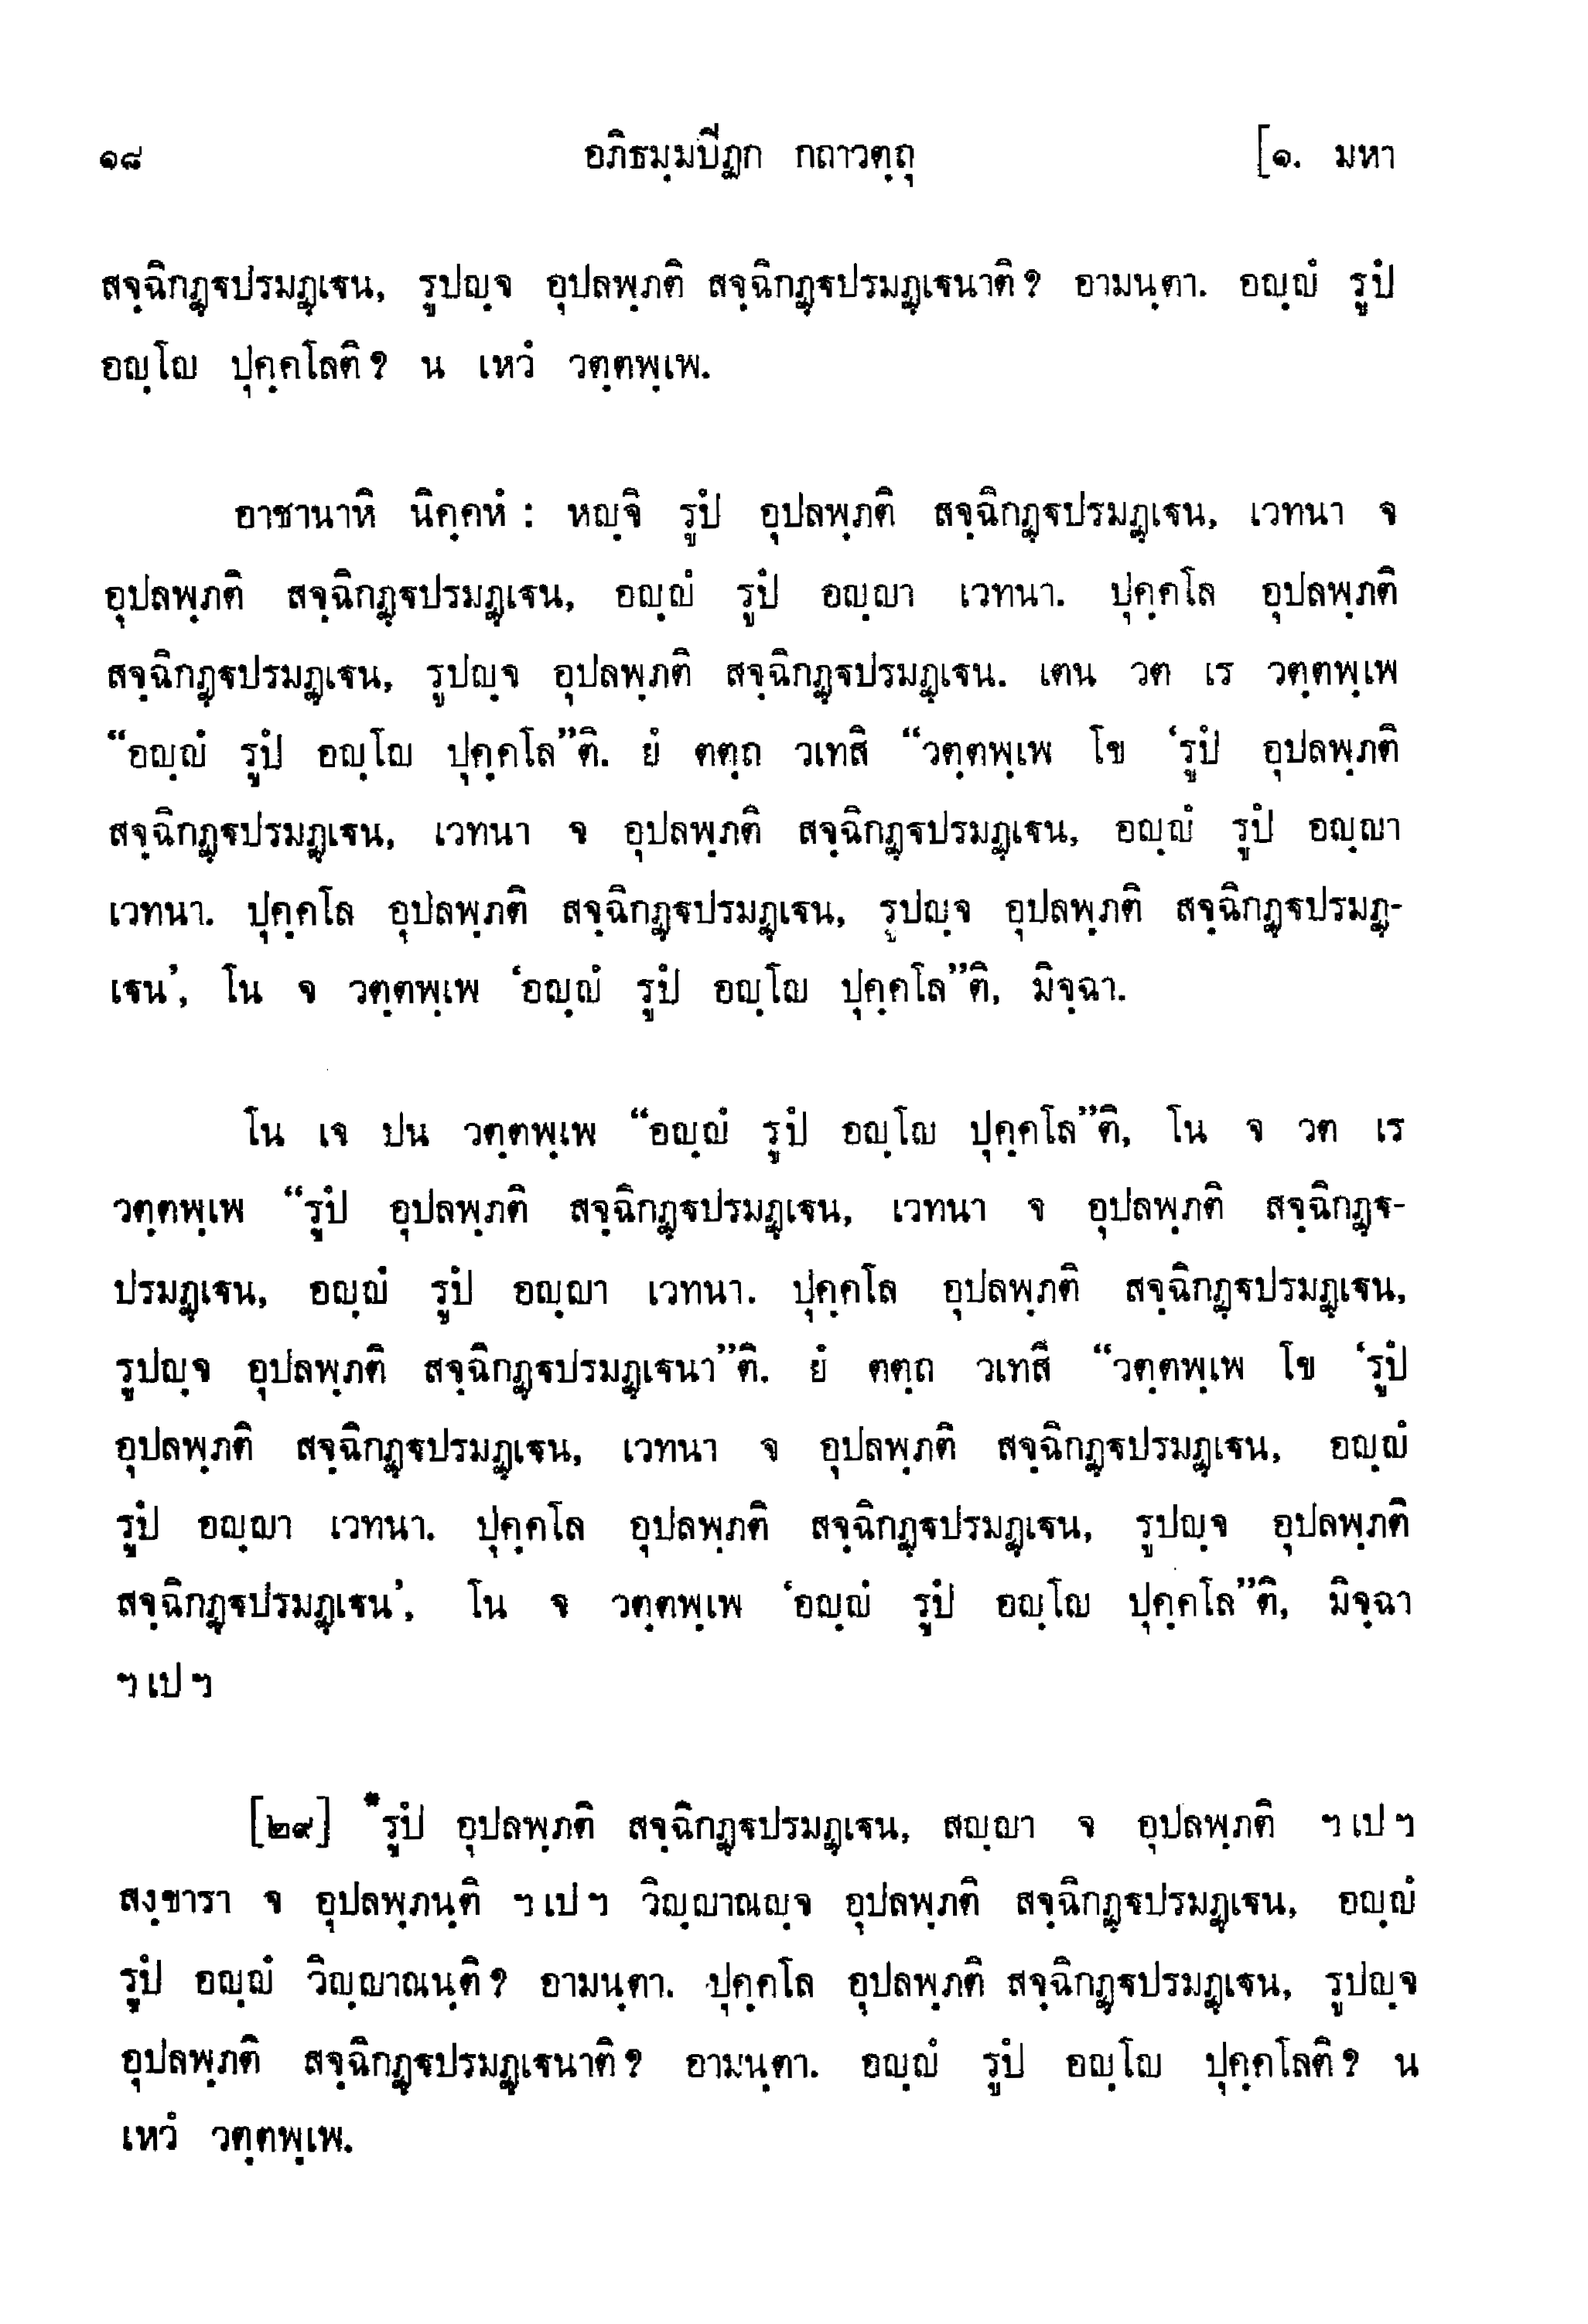 ๑๘ อภิธมฺมปิฏก กถาวตฺถุ [๑. มหา
สจฺฉิกฏฺฐปรมฏฺเฐน, รูปญฺจ อุปลพฺภติ สจฺฉิกฏฺฐปรมฏฺเฐนาติ? อามนฺตา. อญฺญํ รูปํ
อญฺโญ ปุคฺคโลติ? น เหวํ วตฺตพฺเพ.
อาชานาหิ นิคฺคหํ : หญฺจิ รูปํ อุปลพฺภติ สจฺฉิกฏฺฐปรมฏฺเฐน, เวทนา จ
อุปลพฺภติ สจฺฉิกฏฺฐปรมฏฺเฐน, อญฺญํ รูปํ อญฺญา เวทนา. ปุคฺคโล อุปลพฺภติ
สจฺฉิกฏฺฐปรมฏฺเฐน, รูปญฺจ อุปลพฺภติ สจฺฉิกฏฺฐปรมฏฺเฐน. เตน วต เร วตฺตพฺเพ
“อญฺญํ รูปํ อญฺโญ ปุคฺคโล”ติ. ยํ ตตฺถ วเทสิ “วตฺตพฺเพ โข ‘รูปํ อุปลพฺภติ
สจฺฉิกฏฺฐปรมฏฺเฐน, เวทนา จ อุปลพฺภติ สจฺฉิกฏฺฐปรมฏฺเฐน, อญฺญํ รูปํ อญฺญา
เวทนา. ปุคฺคโล อุปลพฺภติ สจฺฉิกฏฺฐปรมฏฺเฐน, รูปญฺจ อุปลพฺภติ สจฺฉิกฏฺฐปรมฏฺ-
เฐน’, โน จ วตฺตพฺเพ ‘อญฺญํ รูปํ อญฺโญ ปุคฺคโล”ติ, มิจฺฉา.
โน เจ ปน วตฺตพฺเพ “อญฺญํ รูปํ อญฺโญ ปุคฺคโล”ติ, โน จ วต เร
วตฺตพฺเพ “รูปํ อุปลพฺภติ สจฺฉิกฏฺฐปรมฏฺเฐน, เวทนา จ อุปลพฺภติ สจฺฉิกฏฺฐ-
ปรมฏฺเฐน, อญฺญํ รูปํ อญฺญา เวทนา. ปุคฺคโล อุปลพฺภติ สจฺฉิกฏฺฐปรมฏฺเฐน,
รูปญฺจ อุปลพฺภติ สจฺฉิกฏฺฐปรมฏฺเฐนา”ติ. ยํ ตตฺถ วเทสิ “วตฺตพฺเพ โข ‘รูปํ
อุปลพฺภติ สจฺฉิกฏฺฐปรมฏฺเฐน, เวทนา จ อุปลพฺภติ สจฺฉิกฏฺฐปรมฏฺเฐน, อญฺญํ
รูปํ อญฺญา เวทนา. ปุคฺคโล อุปลพฺภติ สจฺฉิกฏฺฐปรมฏฺเฐน, รูปญฺจ อุปลพฺภติ
สจฺฉิกฏฺฐปรมฏฺเฐน’, โน จ วตฺตพฺเพ ‘อญฺญํ รูปํ อญฺโญ ปุคฺคโล”ติ, มิจฺฉา
ฯเปฯ
[๒๙] *รูปํ อุปลพฺภติ สจฺฉิกฏฺฐปรมฏฺเฐน, สญฺญา จ อุปลพฺภติ ฯเปฯ
สงฺขารา จ อุปลพฺภนฺติ ฯเปฯ วิญฺญาณญฺจ อุปลพฺภติ สจฺฉิกฏฺฐปรมฏฺเฐน, อญฺญํ
รูปํ อญฺญํ วิญฺญาณนฺติ? อามนฺตา. ปุคฺคโล อุปลพฺภติ สจฺฉิกฏฺฐปรมฏฺเฐน, รูปญฺจ
อุปลพฺภติ สจฺฉิกฏฺฐปรมฏฺเฐนาติ? อามนฺตา. อญฺญํ รูปํ อญฺโญ ปุคฺคโลติ? น
เหวํ วตฺตพฺเพ.